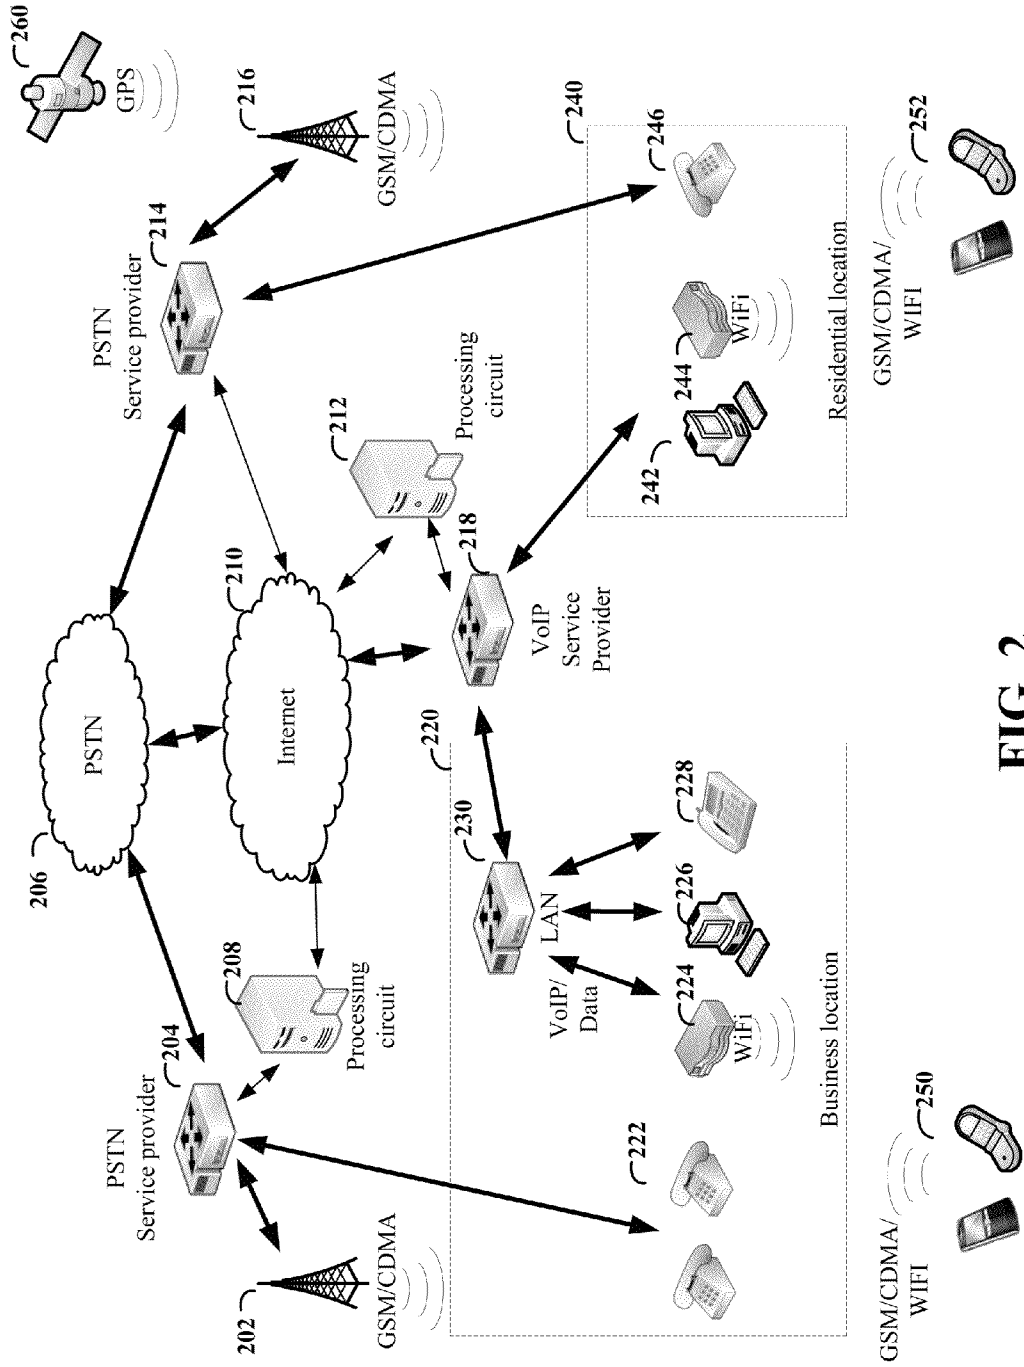 260
206
PSTN
Service provider
204
PSTN
PSTN
Service provider
214
GPS
202
208
210
216
Internet
212
Processing
circuit
GSM/CDMA
GSM/CDMA
220
230
218
Processing
circuit
VoIP
Service
Provider
LAN
VoIP/
Data
240
222
224
226
228
242
244
246
WiFi
WiFi
Business location
Residential location
GSM/CDMA/
WIFI
250
GSM/CDMA/
WIFI
252
FIG. 2